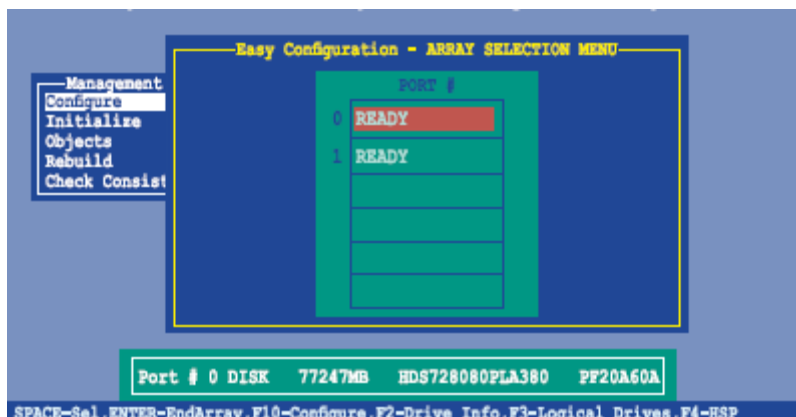 Easy Configuration - ARRAY SELECTION MENU
Management
Configure
Initialize
Objects
Rebuild
Check Consist
PORT #
0 READY
1 READY
Port # 0 DISK 77247MB HDS728080PLA380 PF20A60A
SPACE-Sel,ENTER-EndArray,F10-Configure,F2-Drive Info,F3-Logical Drives,F4-HSP